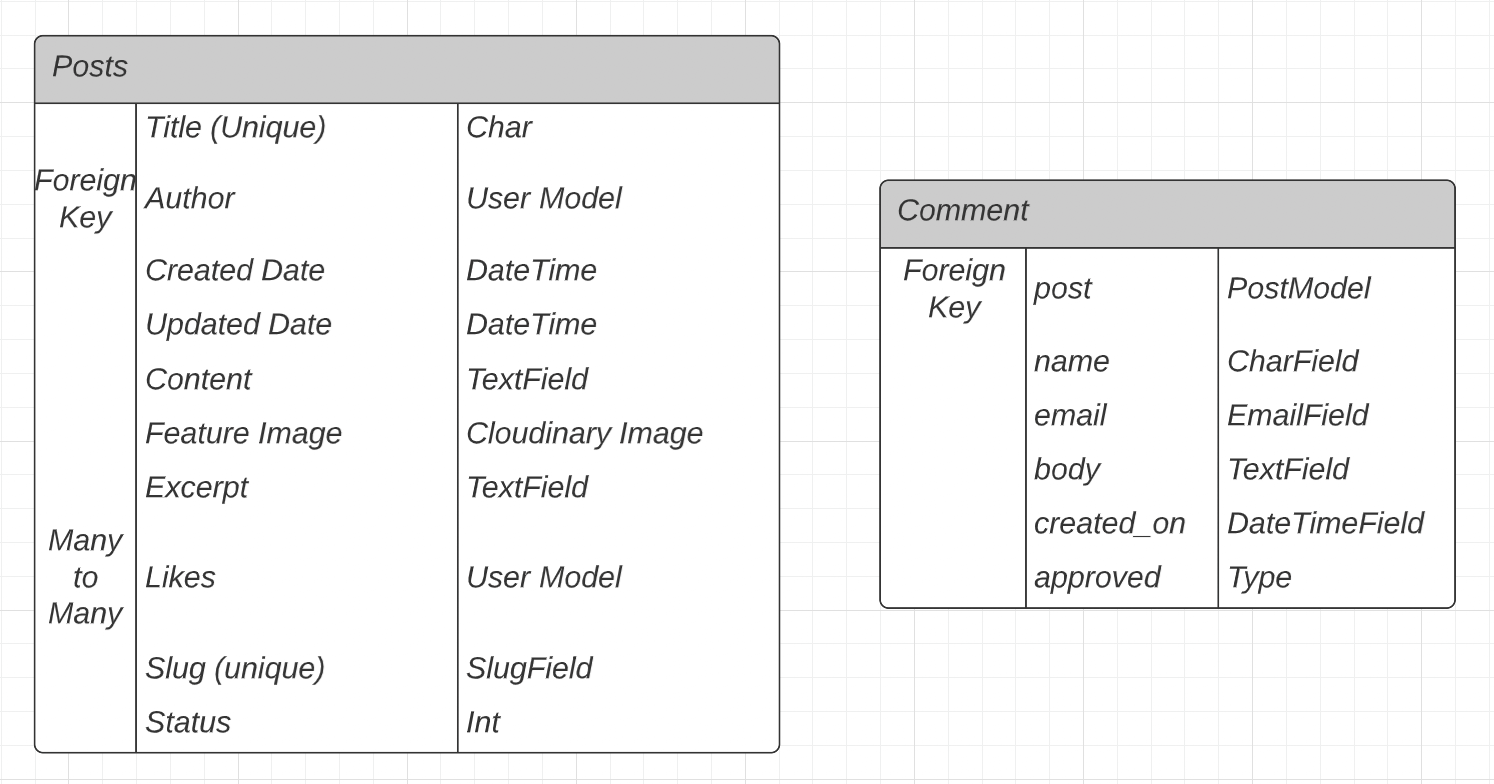 Posts
Title (Unique) Char
Foreign
Key
Author User Model
Created Date DateTime
Updated Date DateTime
Content TextField
Feature Image Cloudinary Image
Excerpt TextField
Many
to
Many
Likes User Model
Slug (unique) SlugField
Status Int
Comment
Foreign
Key
post PostModel
name CharField
email EmailField
body TextField
created_on DateTimeField
approved Type